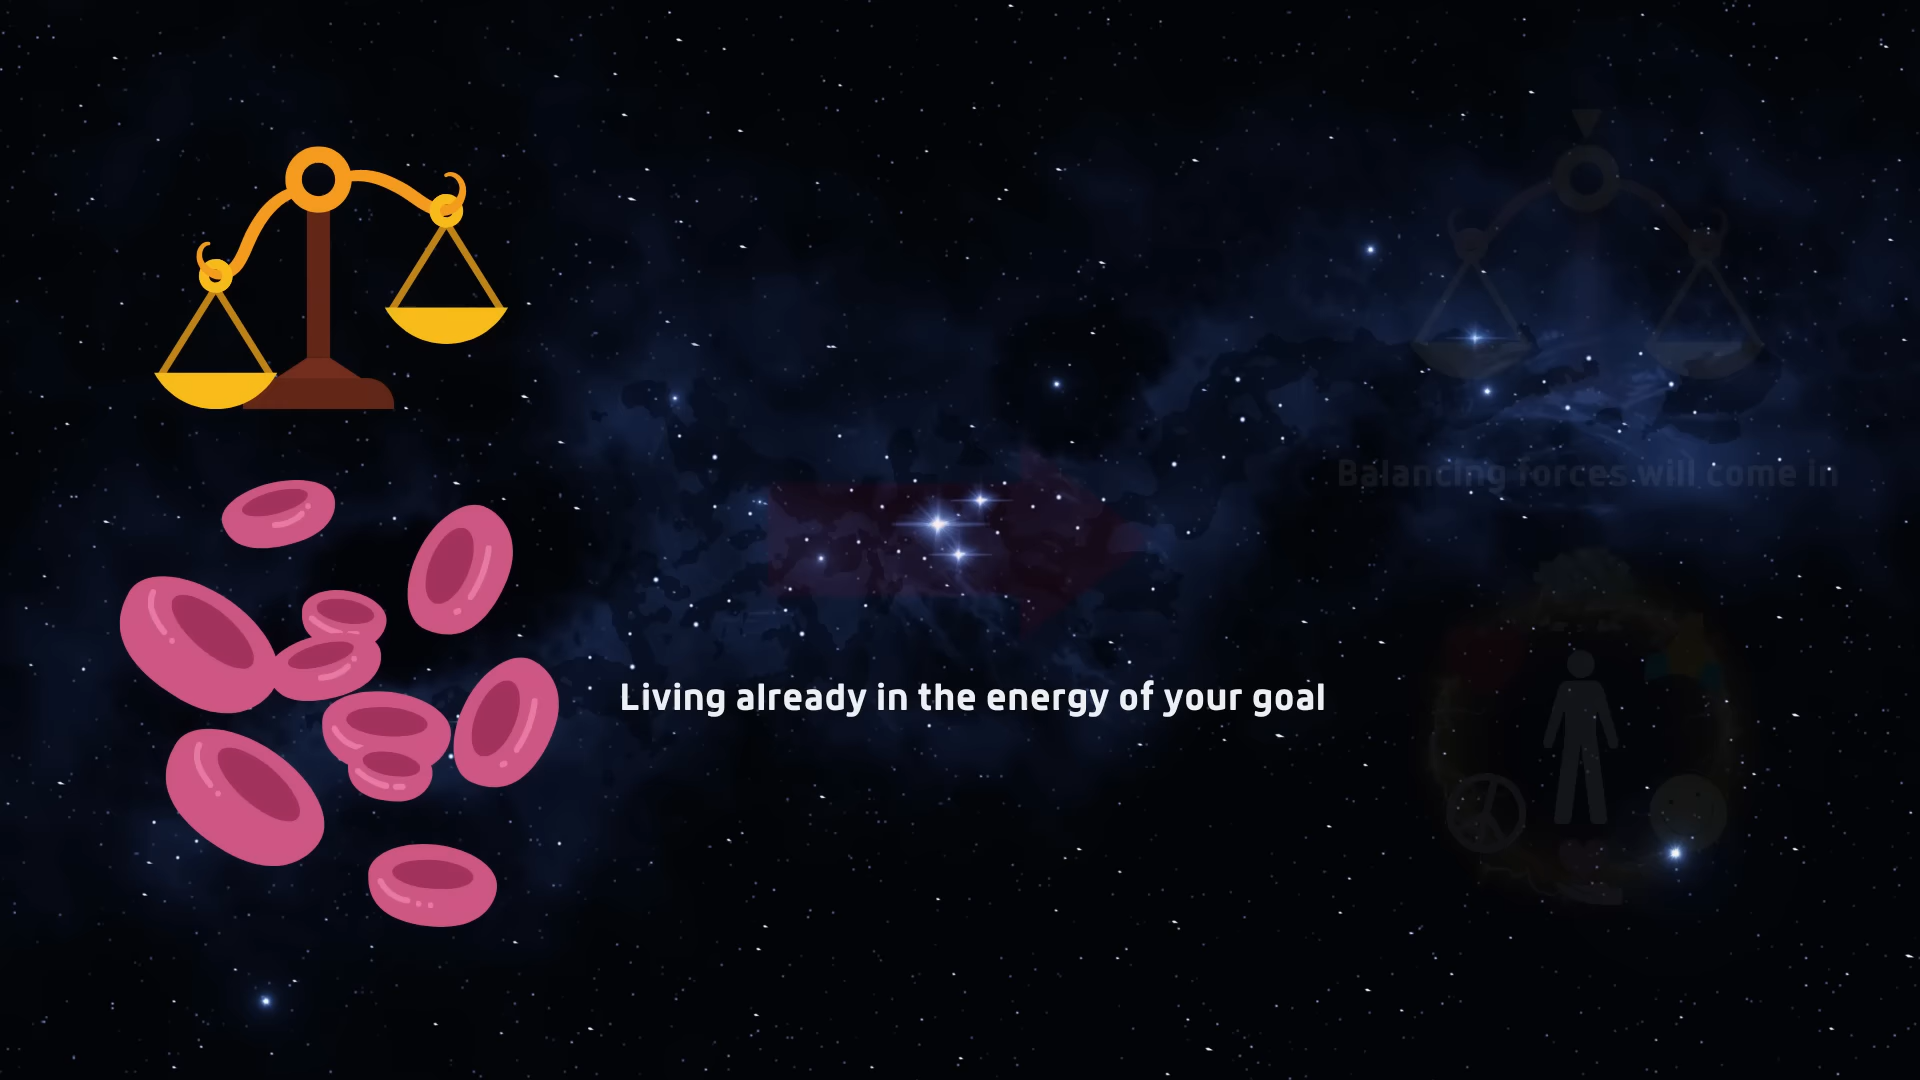 Balancing forces will come in
Living already in the energy of your goal